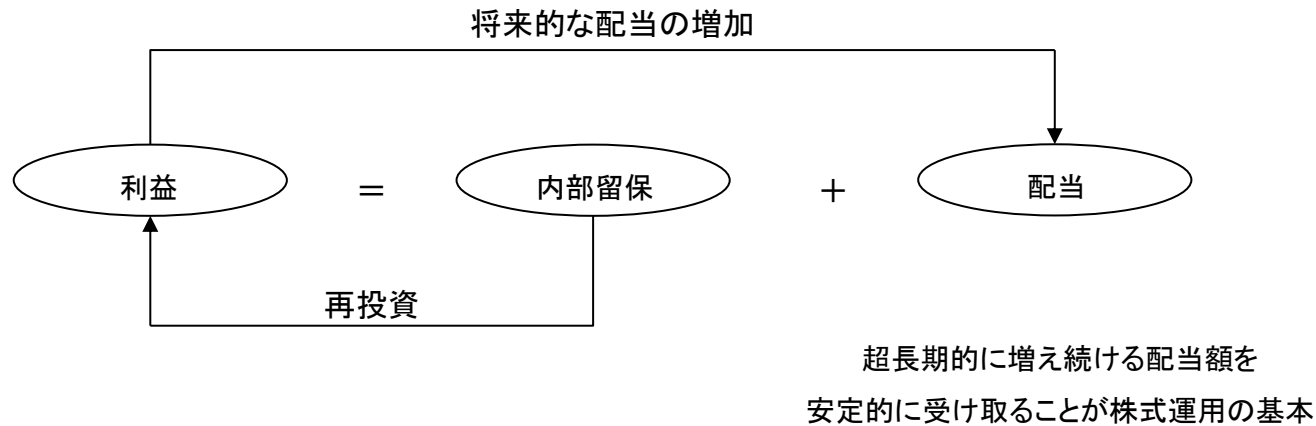 将来的な配当の増加
利益 = 内部留保 + 配当
再投資
超長期的に増え続ける配当額を
安定的に受け取ることが株式運用の基本